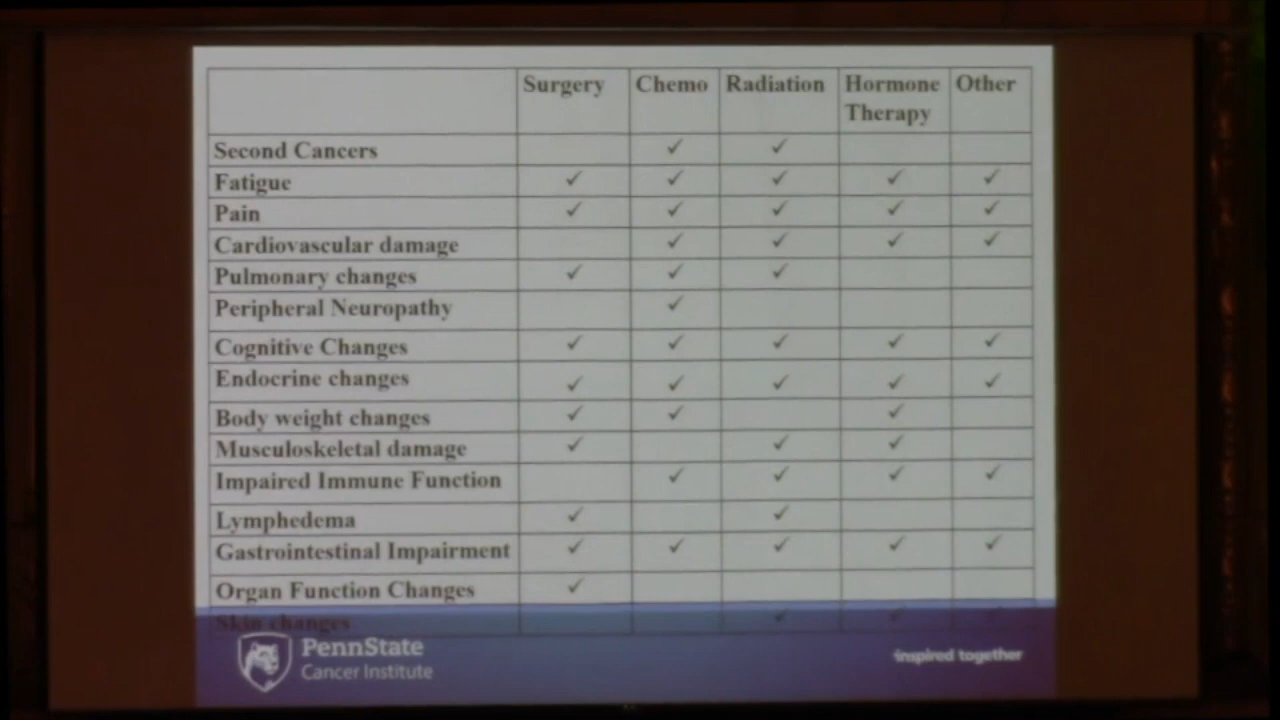 Surgery Chemo Radiation Hormone Therapy Other
Second Cancers ✓ ✓
Fatigue ✓ ✓ ✓ ✓ ✓
Pain ✓ ✓ ✓ ✓ ✓
Cardiovascular damage ✓ ✓ ✓ ✓
Pulmonary changes ✓ ✓ ✓
Peripheral Neuropathy ✓
Cognitive Changes ✓ ✓ ✓ ✓ ✓
Endocrine changes ✓ ✓ ✓ ✓ ✓
Body weight changes ✓ ✓ ✓
Musculoskeletal damage ✓ ✓ ✓
Impaired Immune Function ✓ ✓ ✓ ✓
Lymphedema ✓ ✓
Gastrointestinal Impairment ✓ ✓ ✓ ✓ ✓
Organ Function Changes ✓
Skin changes ✓ ✓ ✓
PennState
Cancer Institute
inspired together